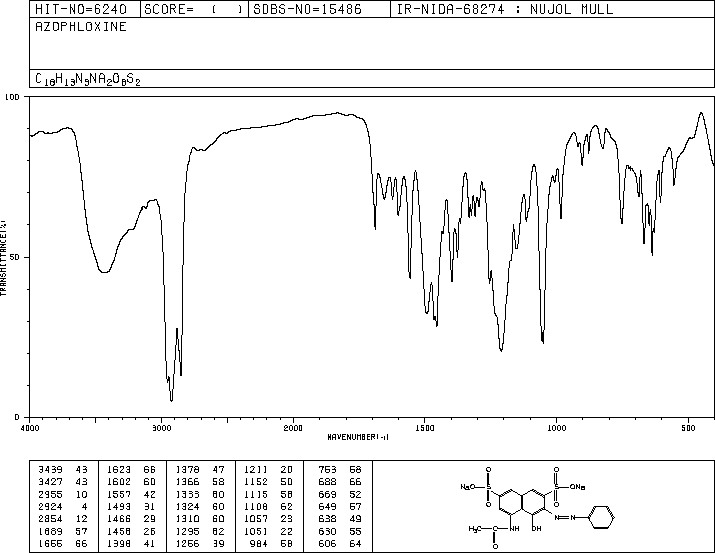 HIT-NO=6240 SCORE= ( ) SDBS-NO=15486 IR-NIDA-68274 : NUJOL MULL
AZOPHLOXINE
C18H13N3NA2O8S2
100
50
0
TRANSMITTANCE(%)
4000 3000 2000 1500 1000 500
WAVENUMBER(-1)
3439 43 1623 66 1378 47 1211 20 753 58
3427 43 1602 60 1366 58 1152 50 688 66
2955 10 1557 42 1333 60 1115 58 669 52
2924 4 1493 31 1324 60 1108 62 649 57
2854 12 1466 29 1310 60 1057 23 638 49
1689 57 1458 26 1295 62 1051 22 630 55
1656 66 1398 41 1256 39 984 58 606 64
O O
NaO S S ONa
O O
H3C C NH OH N N
O